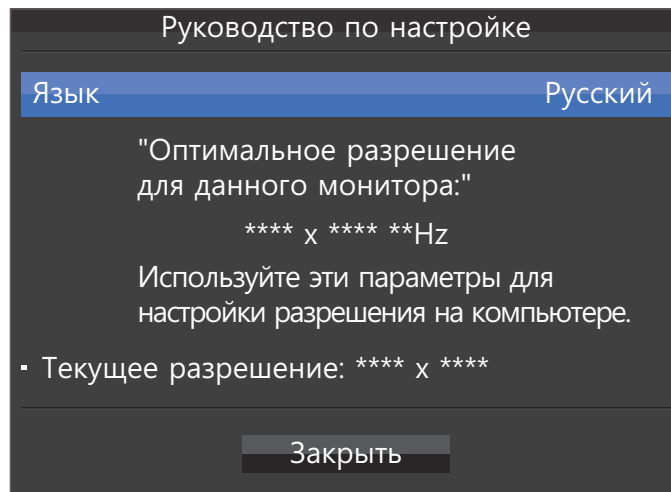 Руководство по настройке
Язык Русский
"Оптимальное разрешение
для данного монитора:"
**** x **** **Hz
Используйте эти параметры для
настройки разрешения на компьютере.
▪ Текущее разрешение: **** x ****
Закрыть